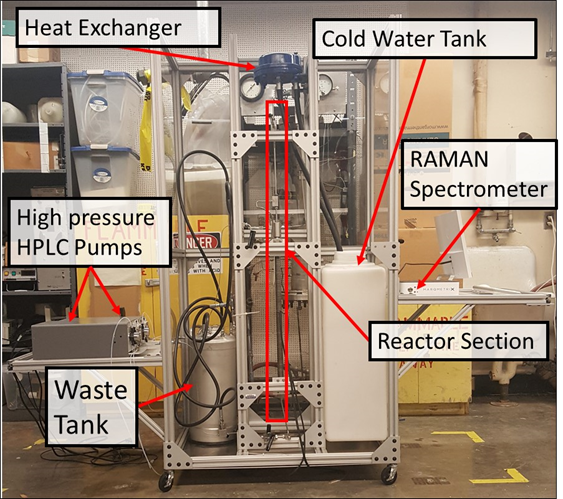 Heat Exchanger
Cold Water Tank
RAMAN
Spectrometer
High pressure
HPLC Pumps
Reactor Section
Waste
Tank